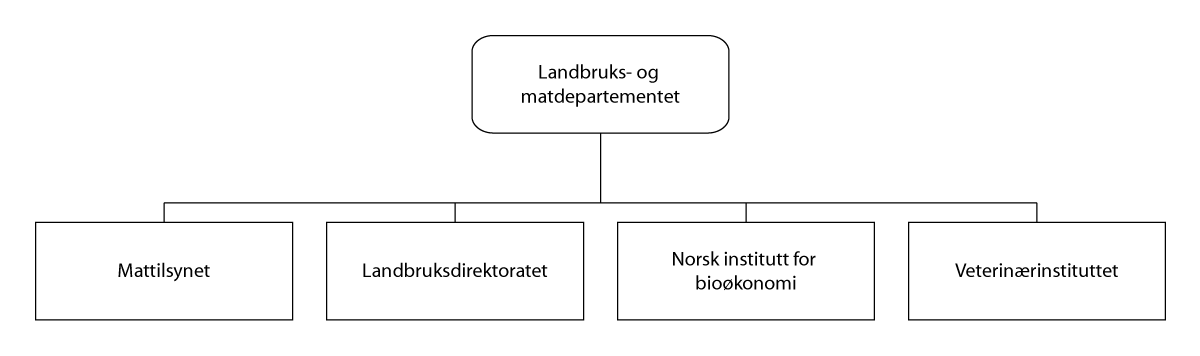 Landbruks- og
matdepartementet
Mattilsynet
Landbruksdirektoratet
Norsk institutt for
bioøkonomi
Veterinærinstituttet